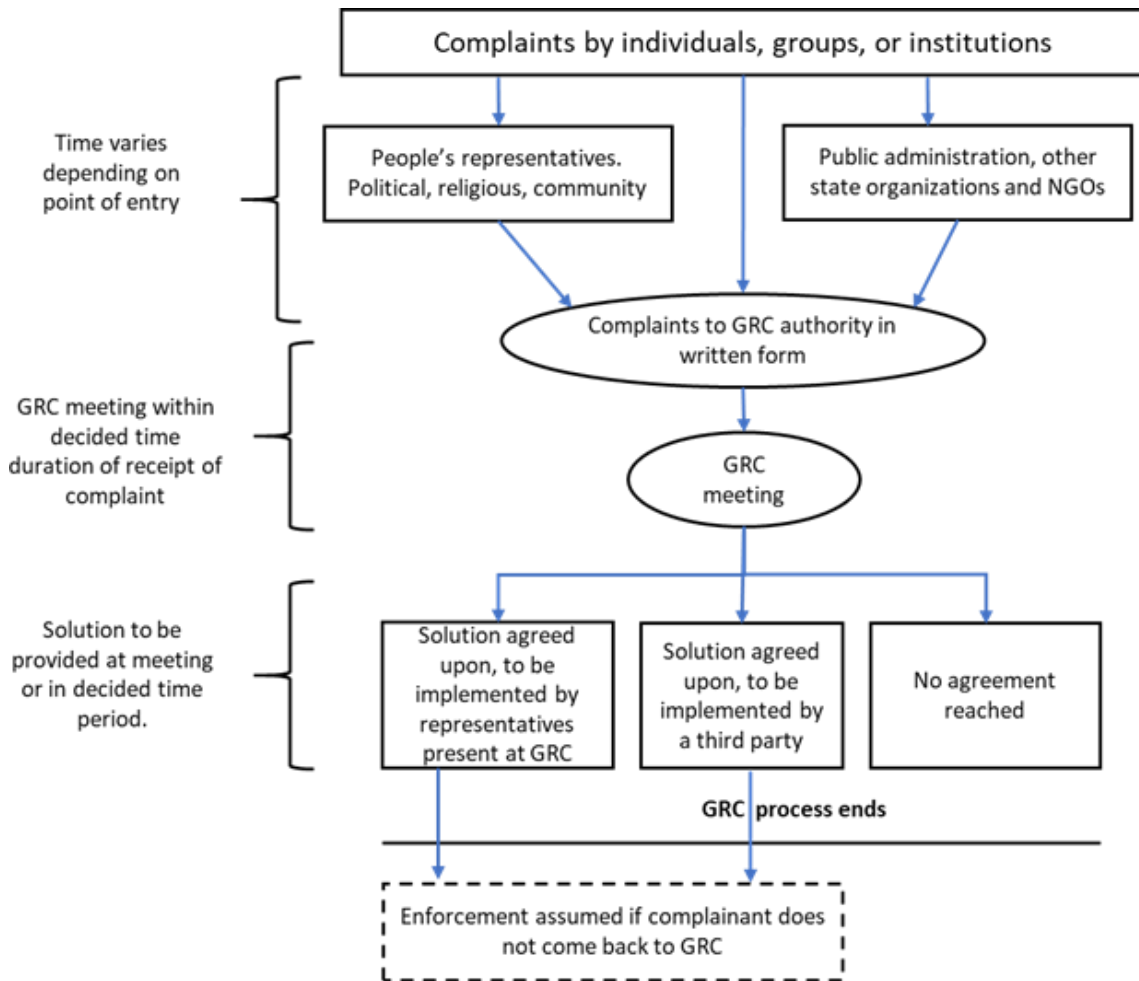 Complaints by individuals, groups, or institutions
Time varies
depending on
point of entry
People's representatives.
Political, religious, community
Public administration, other
state organizations and NGOs
Complaints to GRC authority in
written form
GRC meeting within
decided time
duration of receipt of
complaint
GRC
meeting
Solution to be
provided at meeting
or in decided time
period.
Solution agreed
upon, to be
implemented by
representatives
present at GRC
Solution agreed
upon, to be
implemented by
a third party
No agreement
reached
GRC process ends
Enforcement assumed if complainant does
not come back to GRC